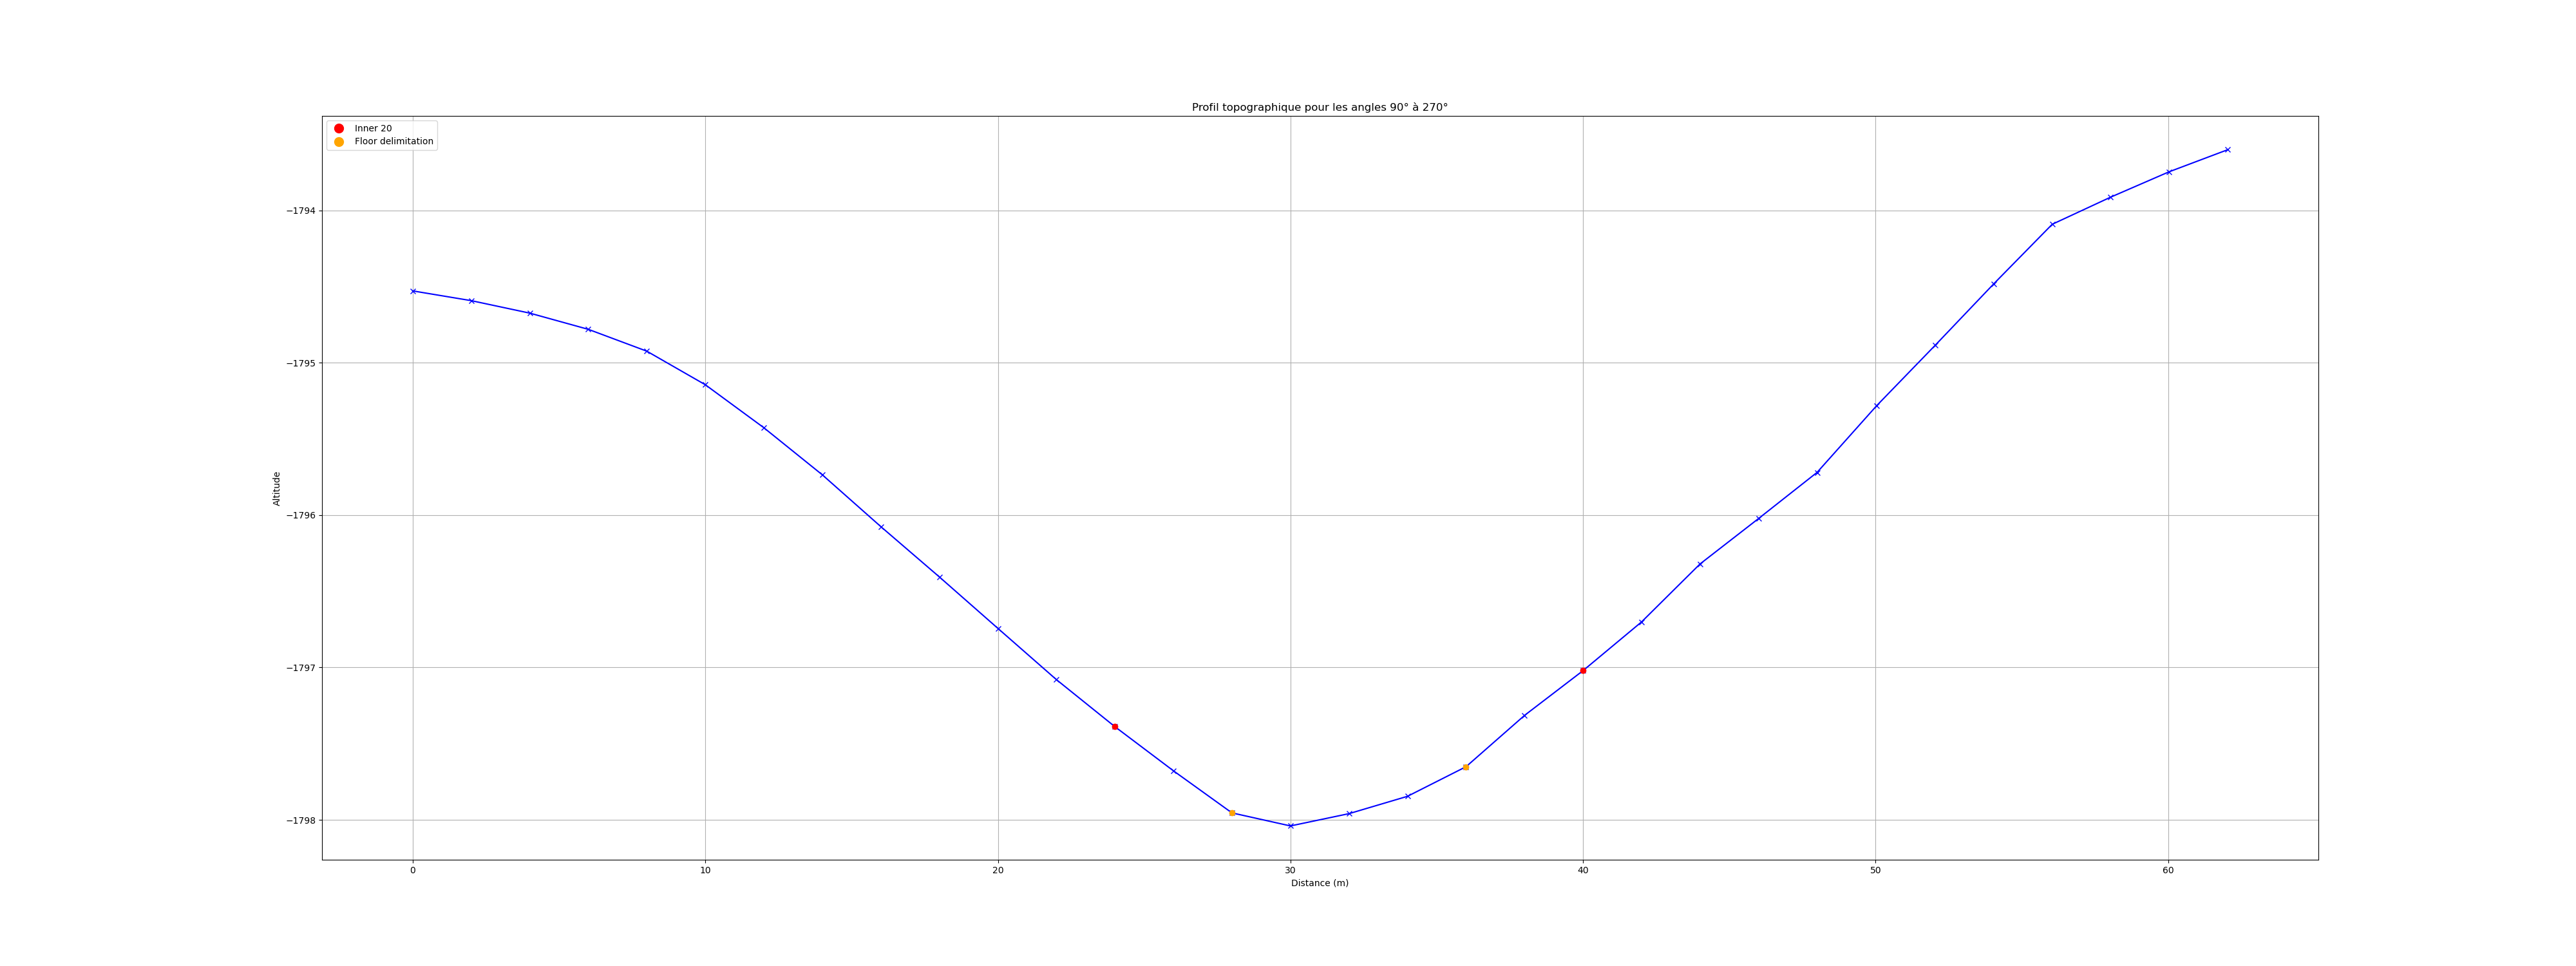 Profil topographique pour les angles 90° à 270°
Inner 20
Floor delimitation
Altitude
−1794
−1795
−1796
−1797
−1798
0 10 20 30 40 50 60
Distance (m)